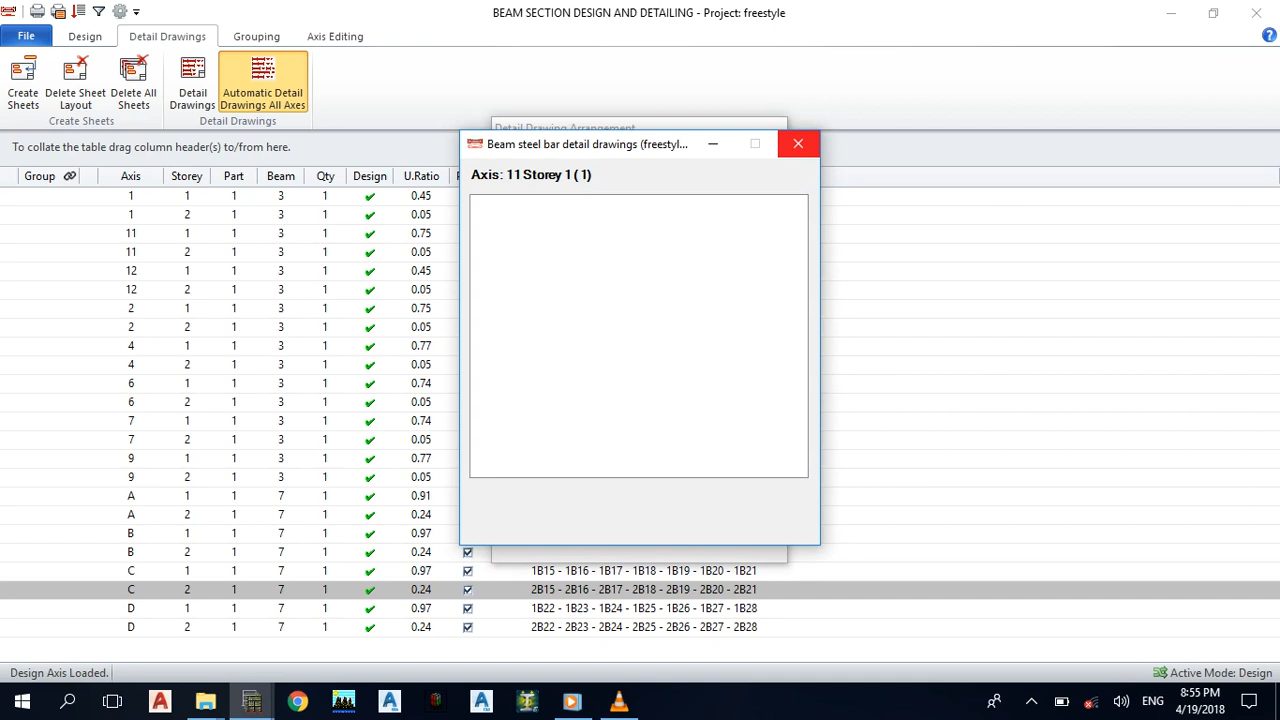 BEAM SECTION DESIGN AND DETAILING - Project: freestyle
File Design Detail Drawings Grouping Axis Editing
Create Sheets
Delete Sheet Layout
Delete All Sheets
Detail Drawings
Automatic Detail Drawings All Axes
Create Sheets
Detail Drawings
Detail Drawing Arrangement
Beam steel bar detail drawings (freestyl...
To collate the list drag column header(s) to/from here.
Axis: 11 Storey 1 ( 1)
Group Axis Storey Part Beam Qty Design U.Ratio
1 1 1 3 1 0.45
1 2 1 3 1 0.05
11 1 1 3 1 0.75
11 2 1 3 1 0.05
12 1 1 3 1 0.45
12 2 1 3 1 0.05
2 1 1 3 1 0.75
2 2 1 3 1 0.05
4 1 1 3 1 0.77
4 2 1 3 1 0.05
6 1 1 3 1 0.74
6 2 1 3 1 0.05
7 1 1 3 1 0.74
7 2 1 3 1 0.05
9 1 1 3 1 0.77
9 2 1 3 1 0.05
A 1 1 7 1 0.91
A 2 1 7 1 0.24
B 1 1 7 1 0.97
B 2 1 7 1 0.24
C 1 1 7 1 0.97 1B15 - 1B16 - 1B17 - 1B18 - 1B19 - 1B20 - 1B21
C 2 1 7 1 0.24 2B15 - 2B16 - 2B17 - 2B18 - 2B19 - 2B20 - 2B21
D 1 1 7 1 0.97 1B22 - 1B23 - 1B24 - 1B25 - 1B26 - 1B27 - 1B28
D 2 1 7 1 0.24 2B22 - 2B23 - 2B24 - 2B25 - 2B26 - 2B27 - 2B28
Design Axis Loaded. Active Mode: Design
ENG
8:55 PM
4/19/2018